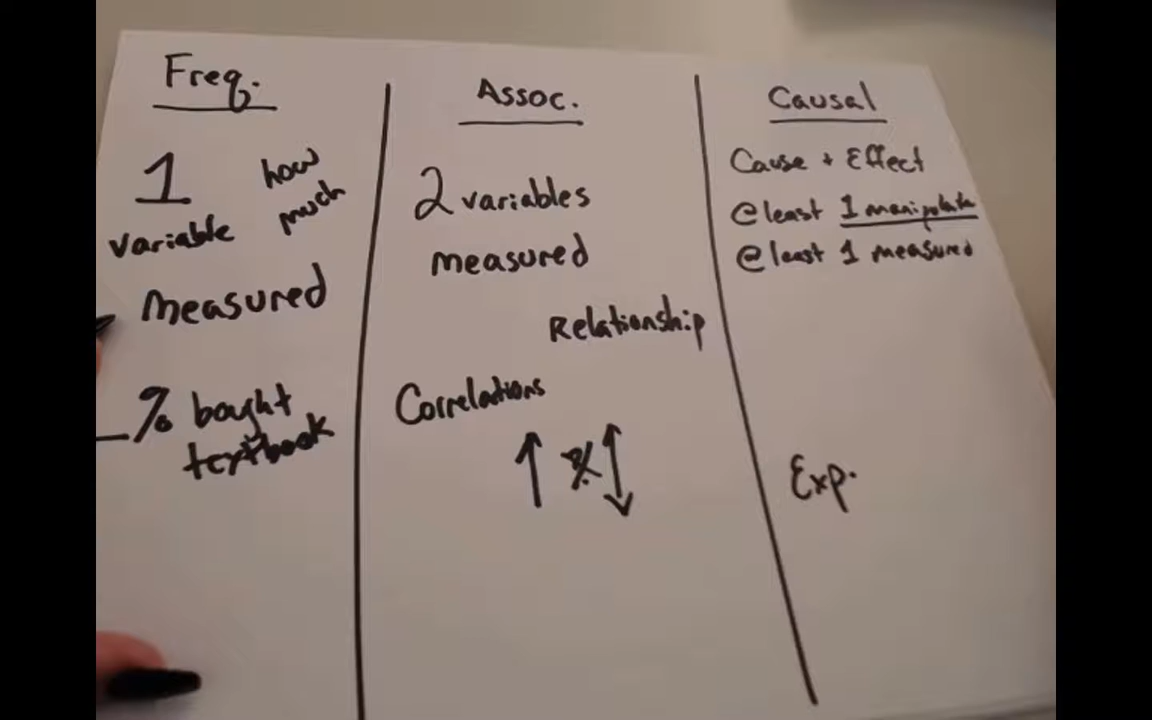 Freq.
1 how
much
variable
measured
_% bought
textbook
Assoc.
2 variables
measured
Relationship
Correlations
Causal
Cause + Effect
@least 1 manipulate
@least 1 measured
Exp.